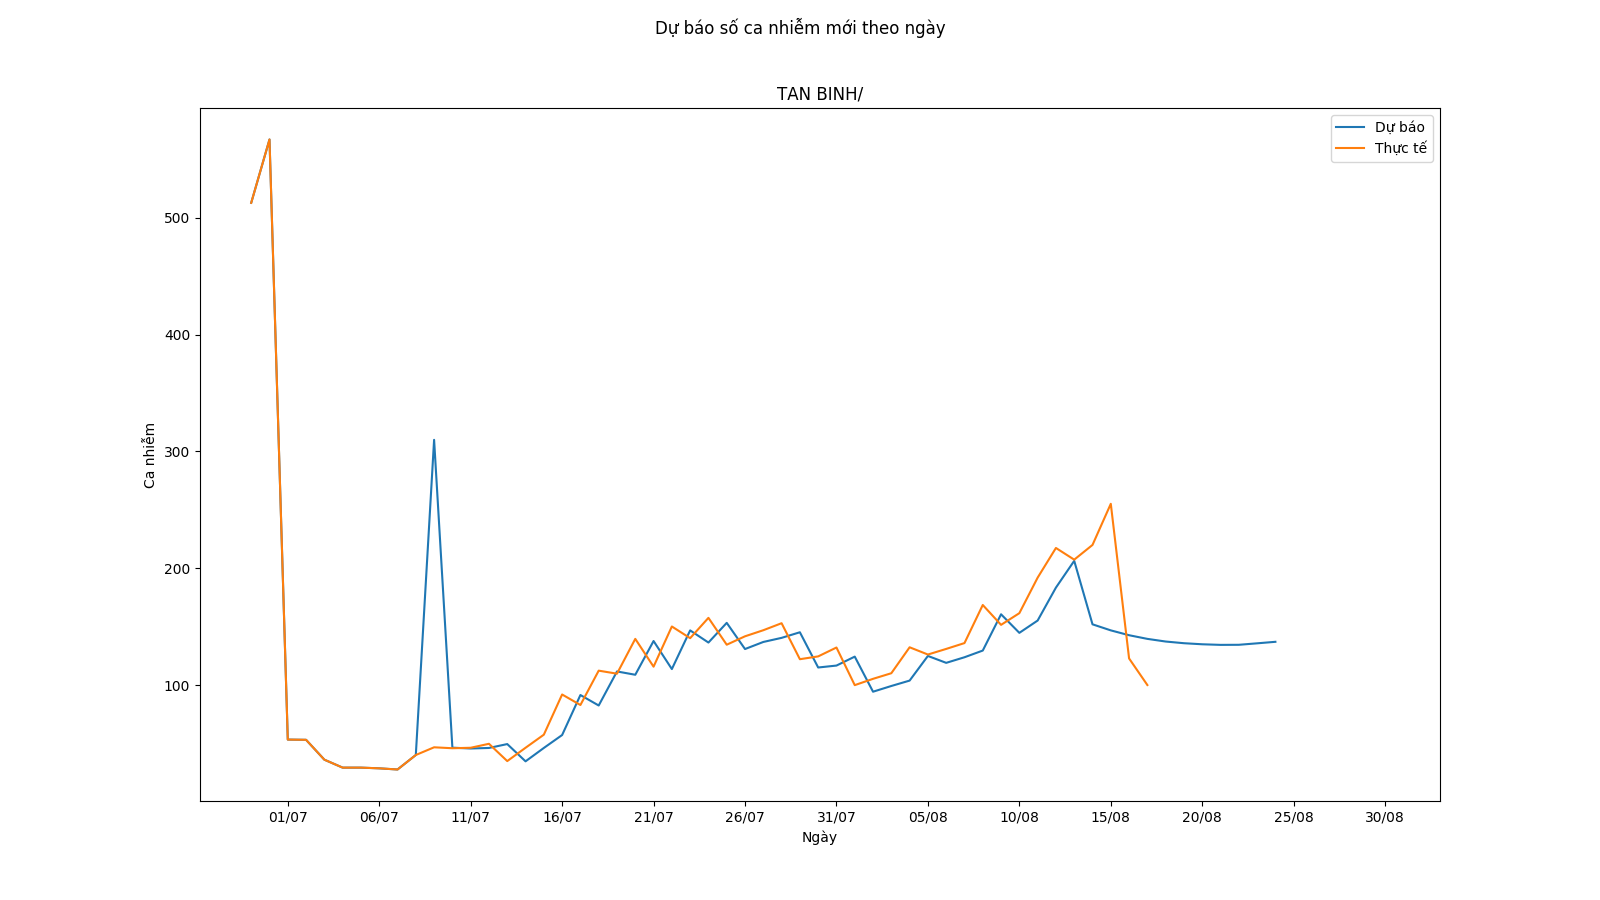 Dự báo số ca nhiễm mới theo ngày
TAN BINH/
Dự báo
Thực tế
Ca nhiễm
500
400
300
200
100
01/07 06/07 11/07 16/07 21/07 26/07 31/07 05/08 10/08 15/08 20/08 25/08 30/08
Ngày